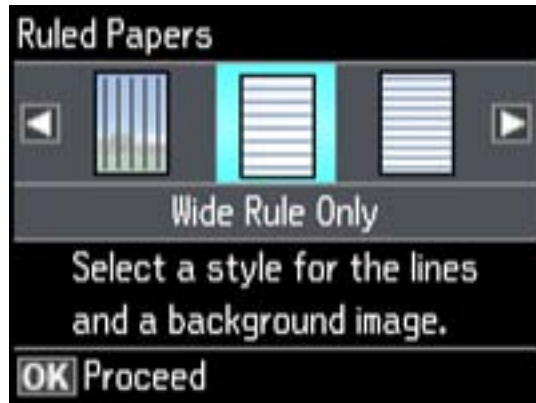 Ruled Papers
Wide Rule Only
Select a style for the lines
and a background image.
OK Proceed